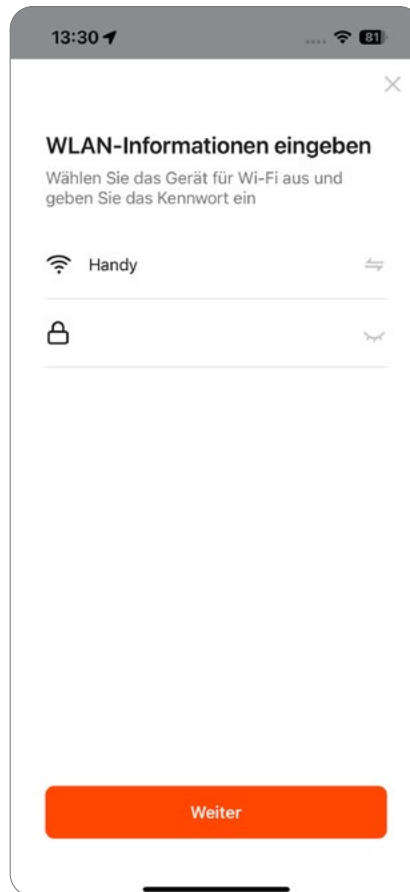 13:30
81
WLAN-Informationen eingeben
Wählen Sie das Gerät für Wi-Fi aus und
geben Sie das Kennwort ein
Handy
Weiter